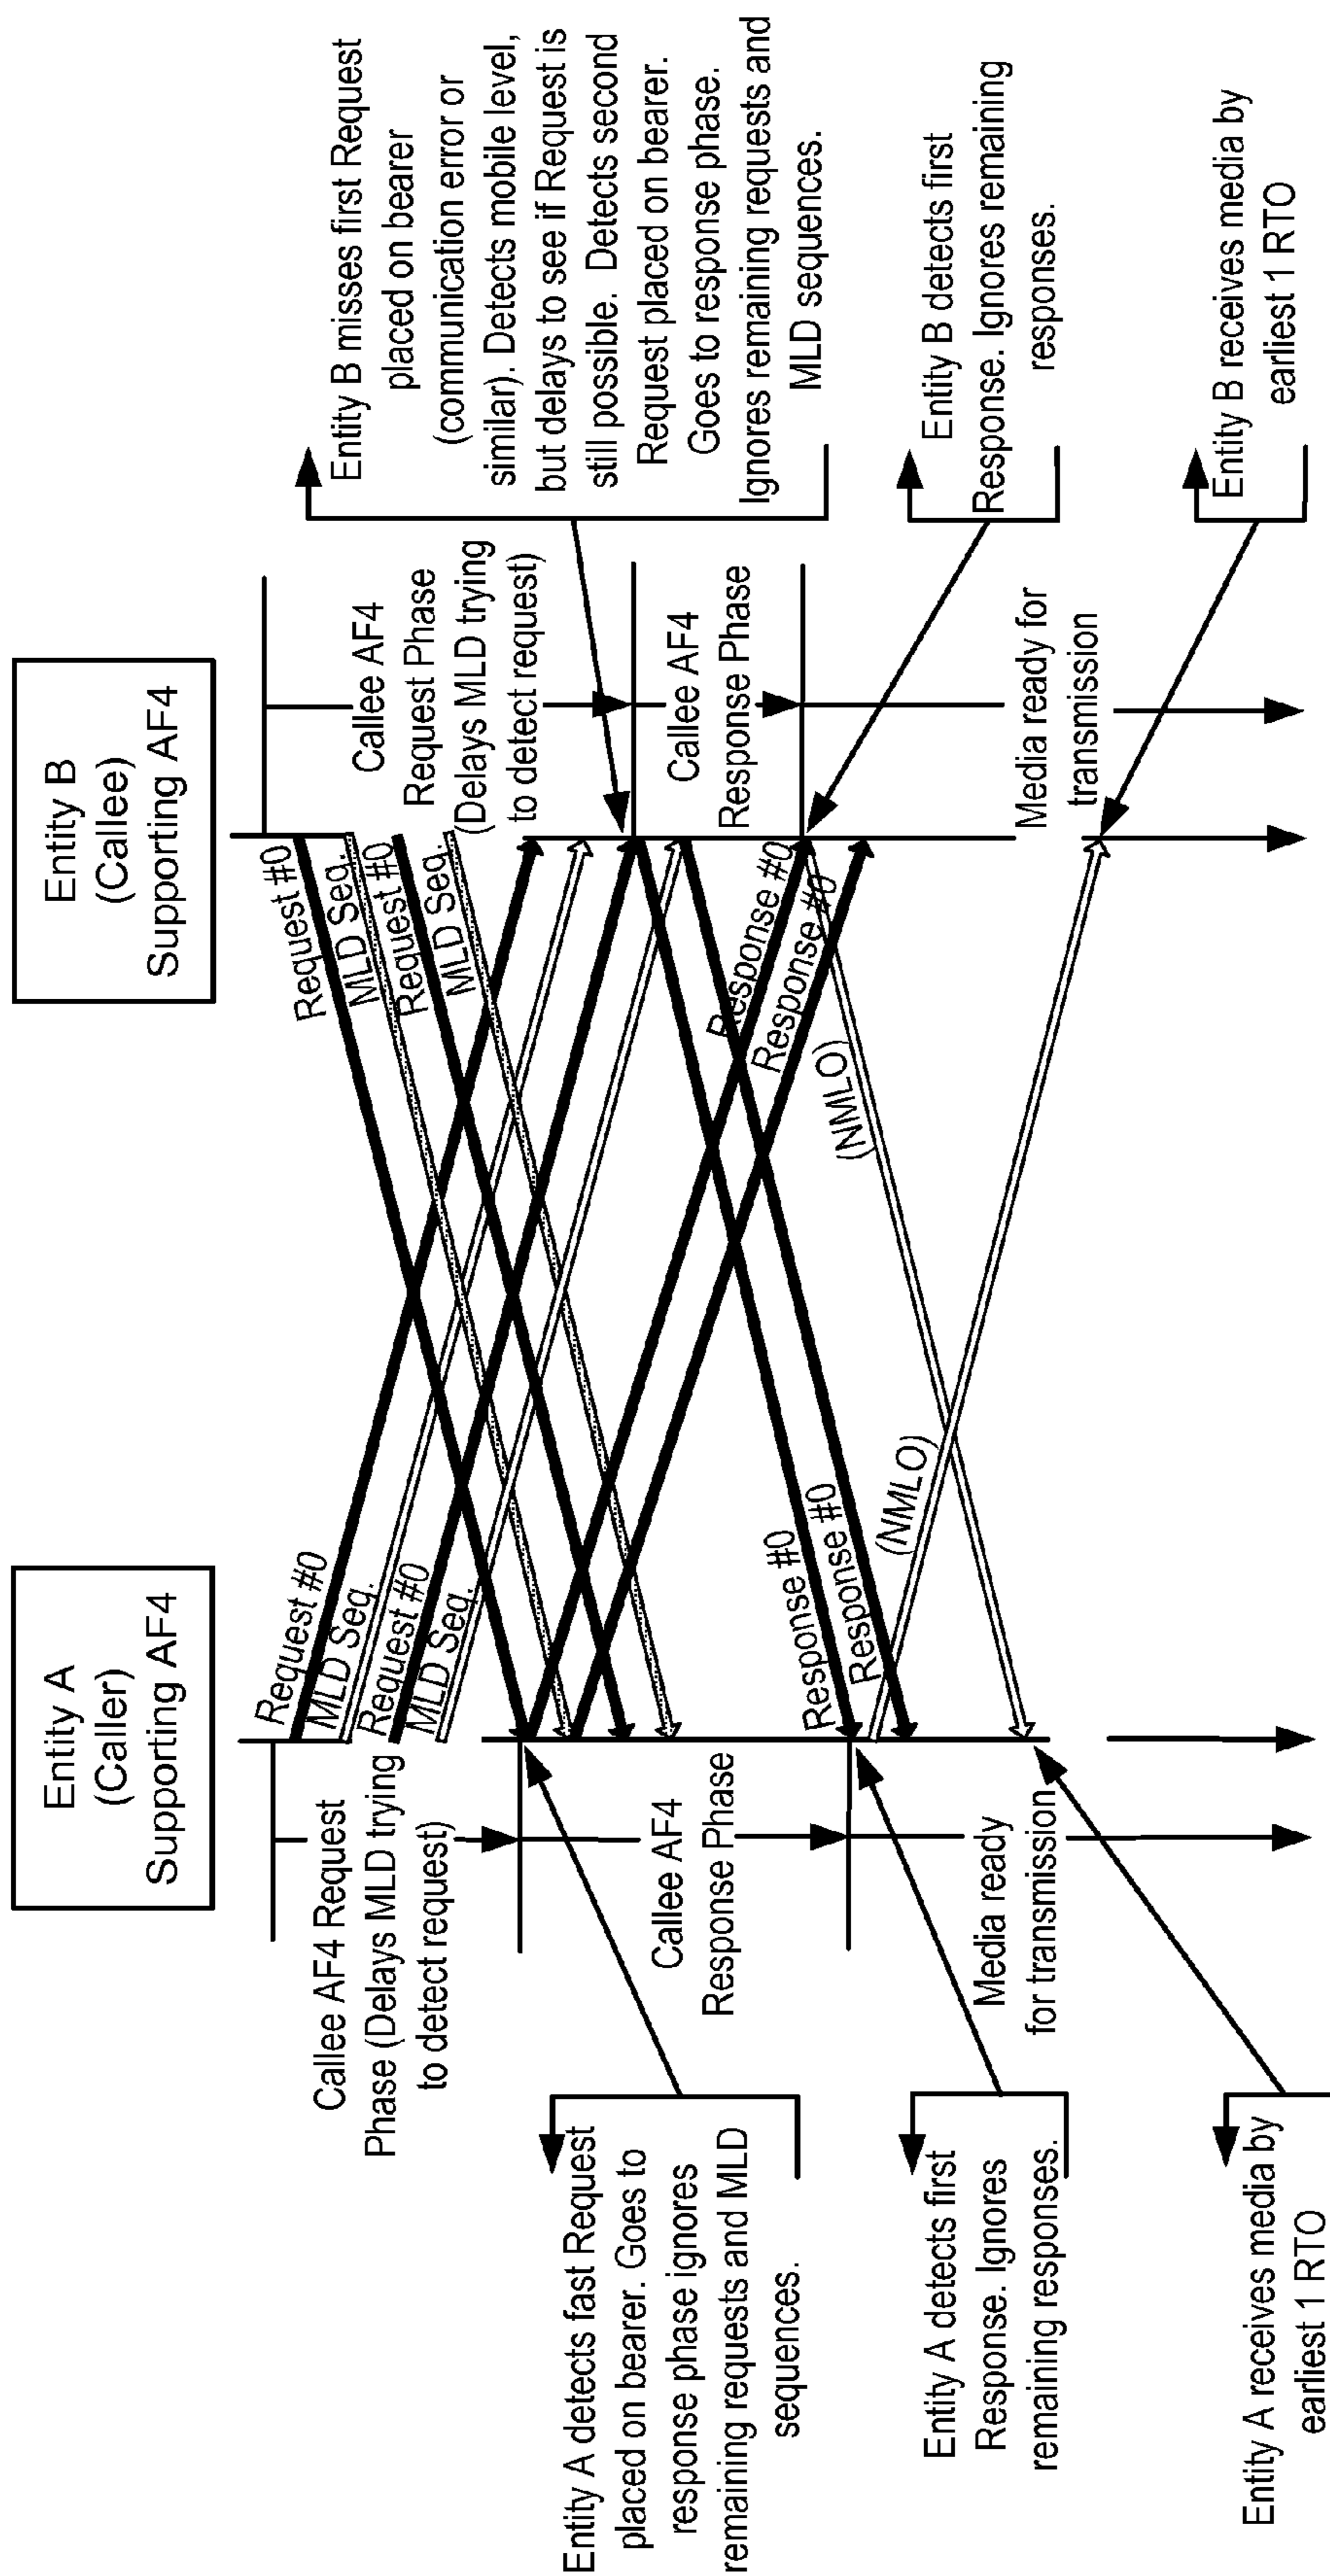 Entity A
(Caller)
Supporting AF4
Entity B
(Callee)
Supporting AF4
Callee AF4 Request
Phase (Delays MLD trying
to detect request)
Callee AF4
Response Phase
Media ready
for transmission
Entity A detects fast Request
placed on bearer. Goes to
response phase ignores
remaining requests and MLD
sequences.
Entity A detects first
Response. Ignores
remaining responses.
Entity A receives media by
earliest 1 RTO
Request #0
MLD Seq.
Request #0
MLD Seq.
Response #0
Response #0
(NMLO)
Request #0
MLD Seq.
Request #0
MLD Seq.
Response #0
Response #0
(NMLO)
Callee AF4
Request Phase
(Delays MLD trying
to detect request)
Callee AF4
Response Phase
Media ready for
transmission
Entity B misses first Request
placed on bearer
(communication error or
similar). Detects mobile level,
but delays to see if Request is
still possible. Detects second
Request placed on bearer.
Goes to response phase.
Ignores remaining requests and
MLD sequences.
Entity B detects first
Response. Ignores remaining
responses.
Entity B receives media by
earliest 1 RTO